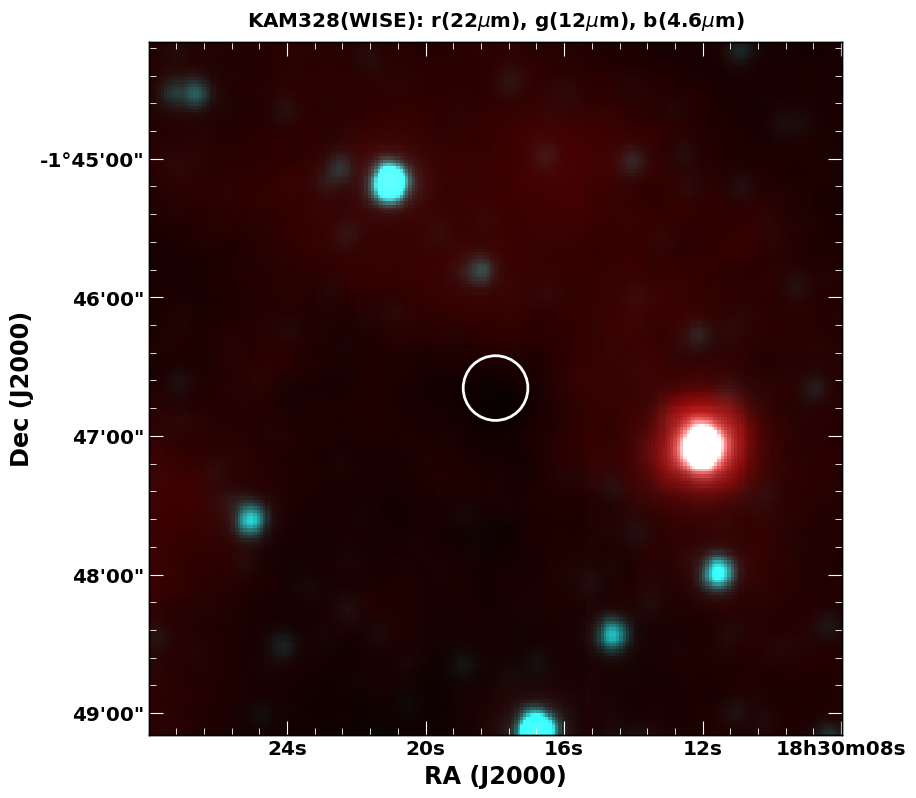 KAM328(WISE): r(22μm), g(12μm), b(4.6μm)
-1°45'00"
46'00"
47'00"
48'00"
49'00"
Dec (J2000)
24s 20s 16s 12s 18h30m08s
RA (J2000)